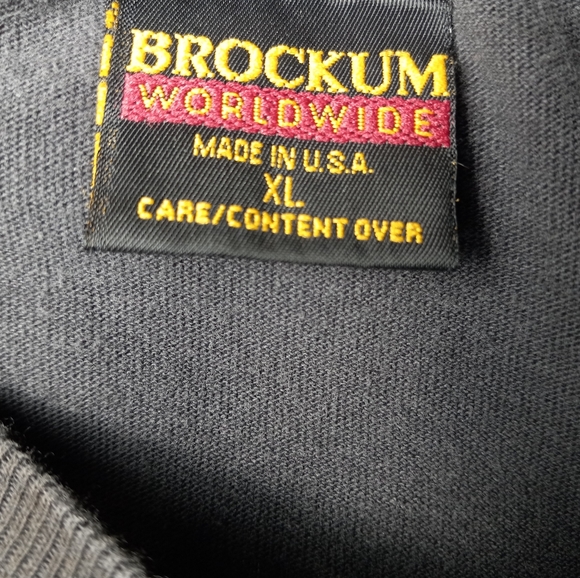 BROCKUM
WORLDWIDE
MADE IN U.S.A.
XL
CARE/CONTENT OVER